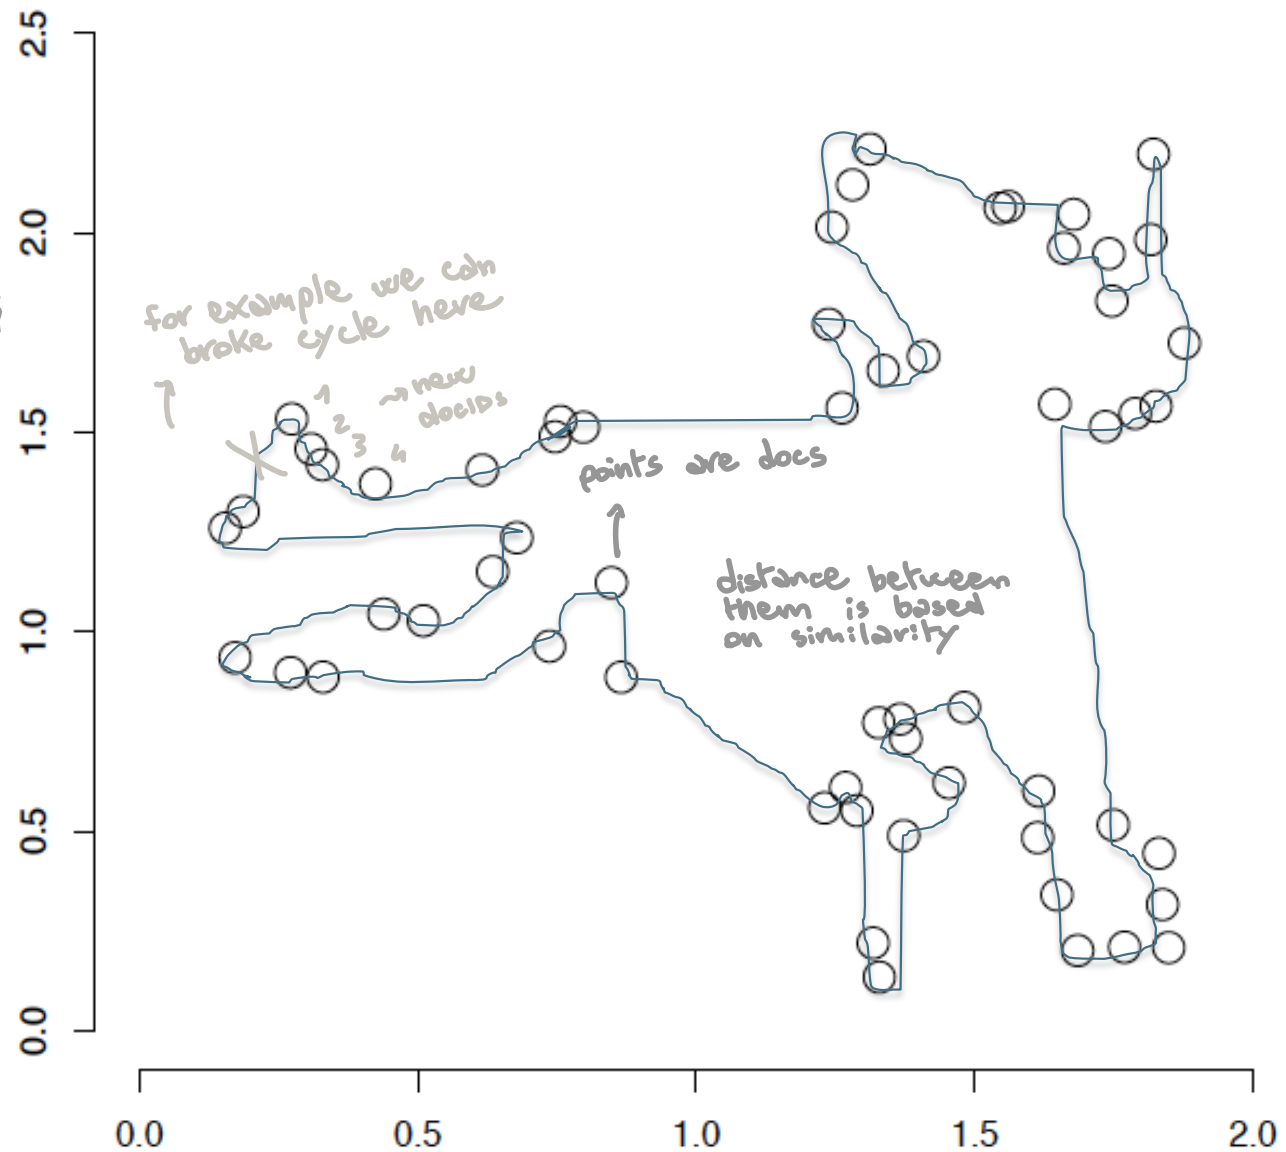 2.5
2.0
1.5
1.0
0.5
0.0
for example we can
broke cycle here
1
2
3
4
→ new
docIDs
points are docs
distance between
them is based
on similarity
0.0 0.5 1.0 1.5 2.0